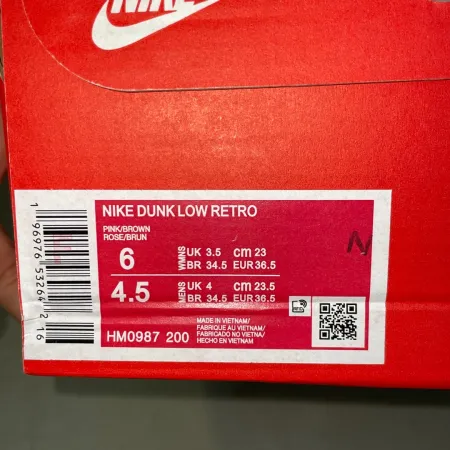 NIKE
NIKE DUNK LOW RETRO
PINK/BROWN
ROSE/BRUN
6 WMNS UK 3.5 cm 23
BR 34.5 EUR 36.5
4.5 MENS UK 4 cm 23.5
BR 34.5 EUR 36.5
HM0987 200
MADE IN VIETNAM/
FABRIQUÉ AU VIETNAM/
FABRICADO NO VIETNA/
HECHO EN VIETNAM
N